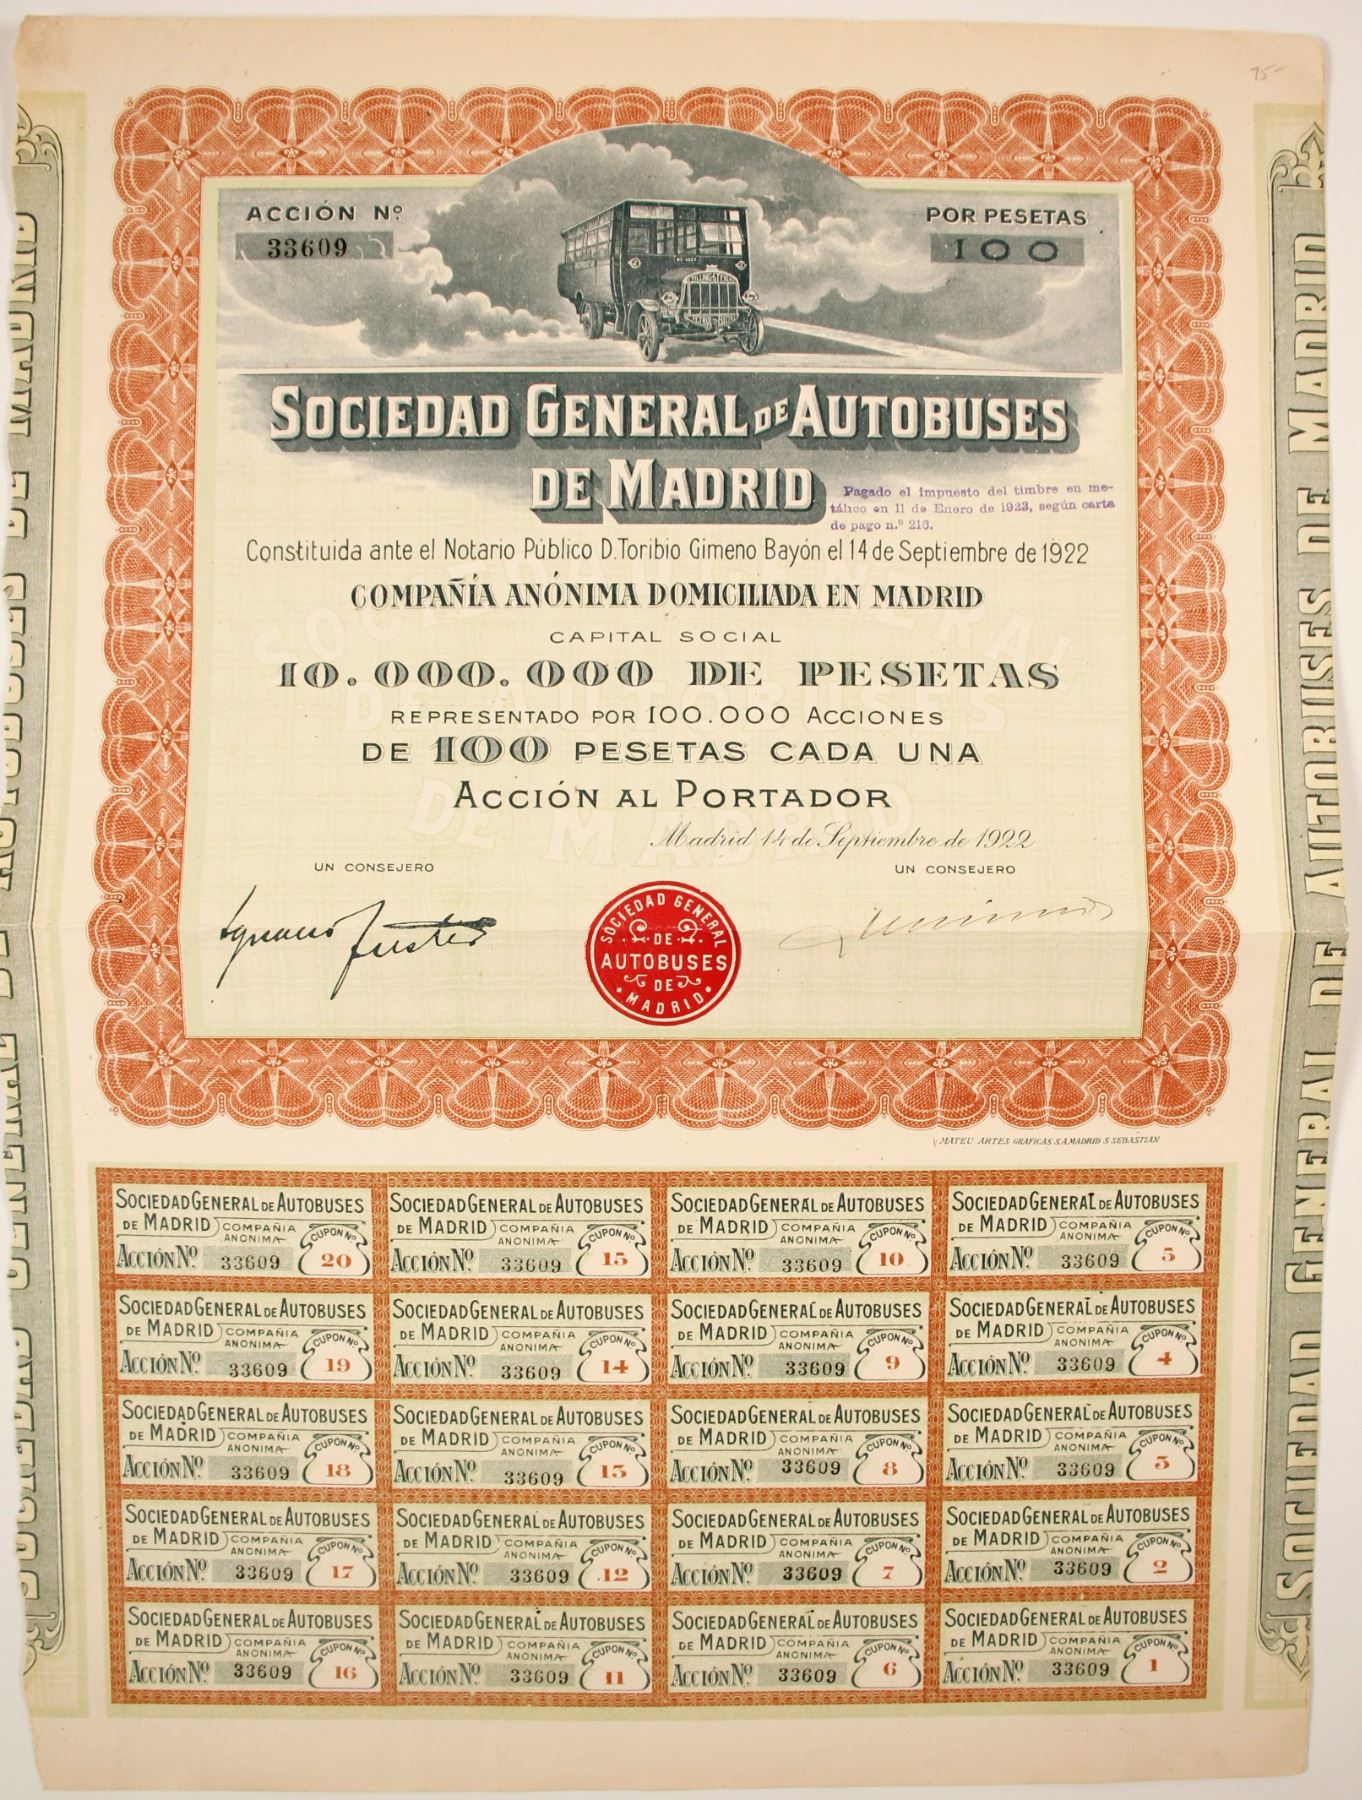 75-
ACCIÓN Nº
33609
POR PESETAS
100
TILLING-STEVENS
SOCIEDAD GENERAL DE AUTOBUSES
DE MADRID
Pagado el impuesto del timbre en me-
tálico en 11 de Enero de 1923, según carta
de pago n.º 216.
Constituida ante el Notario Público D. Toribio Gimeno Bayón el 14 de Septiembre de 1922
COMPAÑÍA ANÓNIMA DOMICILIADA EN MADRID
CAPITAL SOCIAL
10.000.000 DE PESETAS
REPRESENTADO POR 100.000 ACCIONES
DE 100 PESETAS CADA UNA
ACCIÓN AL PORTADOR
Madrid 14 de Septiembre de 1922
UN CONSEJERO
UN CONSEJERO
Ignacio Fuster
SOCIEDAD GENERAL
DE
AUTOBUSES
DE
MADRID
SOCIEDAD GENERAL
DE AUTOBUSES
DE MADRID
MATEU ARTES GRAFICAS S.A. MADRID S SEBASTIAN
SOCIEDAD GENERAL DE AUTOBUSES DE MADRID
SOCIEDAD GENERAL DE AUTOBUSES DE MADRID
SOCIEDAD GENERAL DE AUTOBUSES
DE MADRID COMPAÑIA ANONIMA
ACCIÓN Nº 33609 CUPON Nº 20
SOCIEDAD GENERAL DE AUTOBUSES
DE MADRID COMPAÑIA ANONIMA
ACCIÓN Nº 33609 CUPON Nº 15
SOCIEDAD GENERAL DE AUTOBUSES
DE MADRID COMPAÑIA ANONIMA
ACCIÓN Nº 33609 CUPON Nº 10
SOCIEDAD GENERAL DE AUTOBUSES
DE MADRID COMPAÑIA ANONIMA
ACCIÓN Nº 33609 CUPON Nº 5
SOCIEDAD GENERAL DE AUTOBUSES
DE MADRID COMPAÑIA ANONIMA
ACCIÓN Nº 33609 CUPON Nº 19
SOCIEDAD GENERAL DE AUTOBUSES
DE MADRID COMPAÑIA ANONIMA
ACCIÓN Nº 33609 CUPON Nº 14
SOCIEDAD GENERAL DE AUTOBUSES
DE MADRID COMPAÑIA ANONIMA
ACCIÓN Nº 33609 CUPON Nº 9
SOCIEDAD GENERAL DE AUTOBUSES
DE MADRID COMPAÑIA ANONIMA
ACCIÓN Nº 33609 CUPON Nº 4
SOCIEDAD GENERAL DE AUTOBUSES
DE MADRID COMPAÑIA ANONIMA
ACCIÓN Nº 33609 CUPON Nº 18
SOCIEDAD GENERAL DE AUTOBUSES
DE MADRID COMPAÑIA ANONIMA
ACCIÓN Nº 33609 CUPON Nº 13
SOCIEDAD GENERAL DE AUTOBUSES
DE MADRID COMPAÑIA ANONIMA
ACCIÓN Nº 33609 CUPON Nº 8
SOCIEDAD GENERAL DE AUTOBUSES
DE MADRID COMPAÑIA ANONIMA
ACCIÓN Nº 33609 CUPON Nº 3
SOCIEDAD GENERAL DE AUTOBUSES
DE MADRID COMPAÑIA ANONIMA
ACCIÓN Nº 33609 CUPON Nº 17
SOCIEDAD GENERAL DE AUTOBUSES
DE MADRID COMPAÑIA ANONIMA
ACCIÓN Nº 33609 CUPON Nº 12
SOCIEDAD GENERAL DE AUTOBUSES
DE MADRID COMPAÑIA ANONIMA
ACCIÓN Nº 33609 CUPON Nº 7
SOCIEDAD GENERAL DE AUTOBUSES
DE MADRID COMPAÑIA ANONIMA
ACCIÓN Nº 33609 CUPON Nº 2
SOCIEDAD GENERAL DE AUTOBUSES
DE MADRID COMPAÑIA ANONIMA
ACCIÓN Nº 33609 CUPON Nº 16
SOCIEDAD GENERAL DE AUTOBUSES
DE MADRID COMPAÑIA ANONIMA
ACCIÓN Nº 33609 CUPON Nº 11
SOCIEDAD GENERAL DE AUTOBUSES
DE MADRID COMPAÑIA ANONIMA
ACCIÓN Nº 33609 CUPON Nº 6
SOCIEDAD GENERAL DE AUTOBUSES
DE MADRID COMPAÑIA ANONIMA
ACCIÓN Nº 33609 CUPON Nº 1